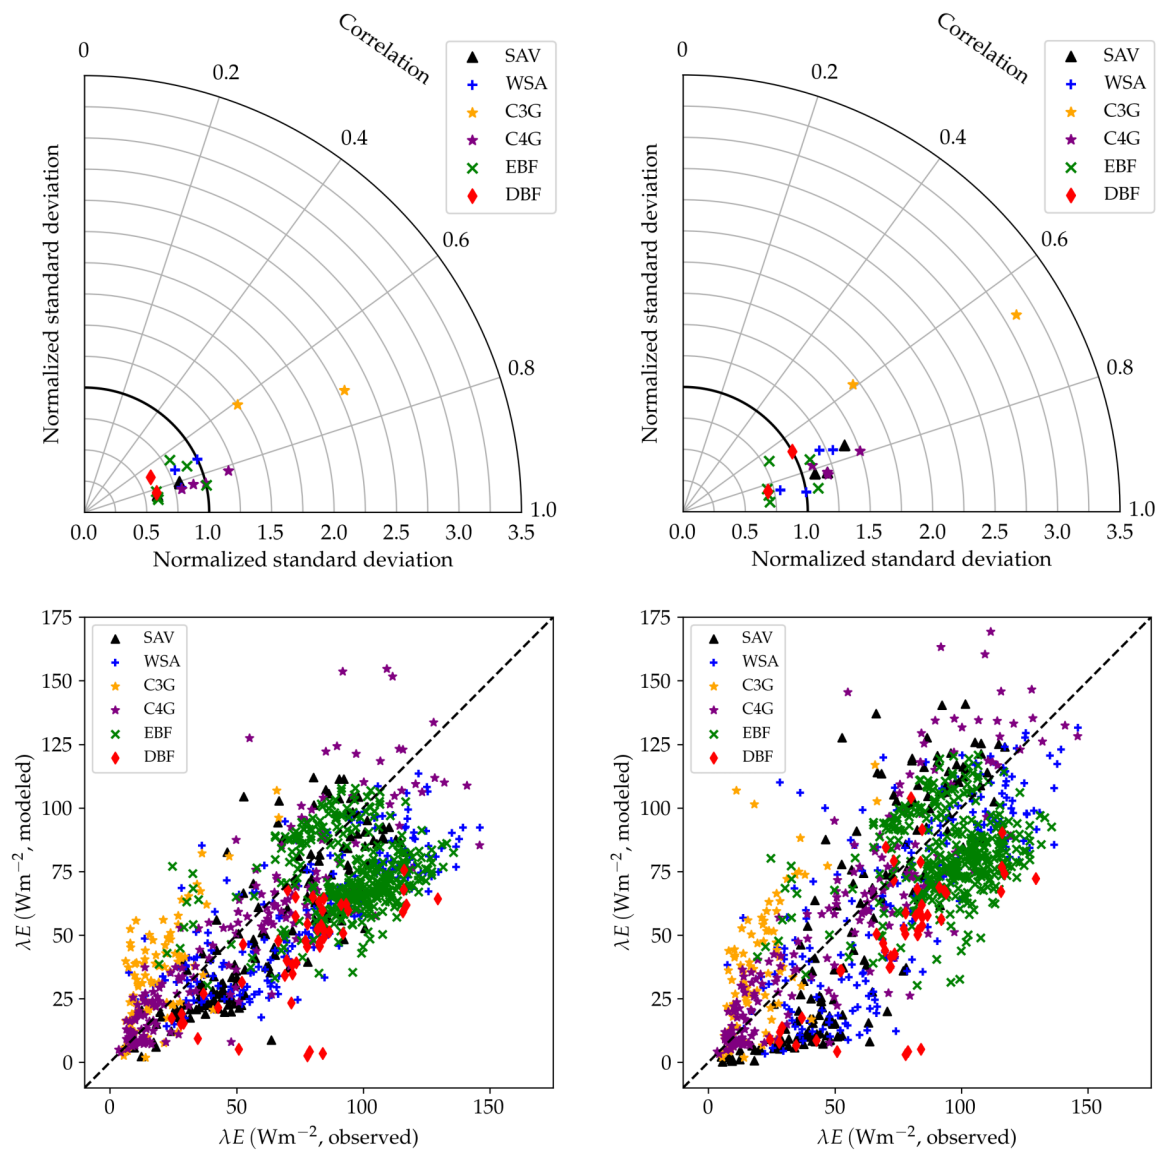 Correlation
0
0.2
0.4
0.6
0.8
1.0
SAV
WSA
C3G
C4G
EBF
DBF
Normalized standard deviation
0.0 0.5 1.0 1.5 2.0 2.5 3.0 3.5
Normalized standard deviation
Correlation
0
0.2
0.4
0.6
0.8
1.0
SAV
WSA
C3G
C4G
EBF
DBF
Normalized standard deviation
0.0 0.5 1.0 1.5 2.0 2.5 3.0 3.5
Normalized standard deviation
175
150
125
100
75
50
25
0
SAV
WSA
C3G
C4G
EBF
DBF
λE (Wm⁻², modeled)
0 50 100 150
λE (Wm⁻², observed)
175
150
125
100
75
50
25
0
SAV
WSA
C3G
C4G
EBF
DBF
λE (Wm⁻², modeled)
0 50 100 150
λE (Wm⁻², observed)